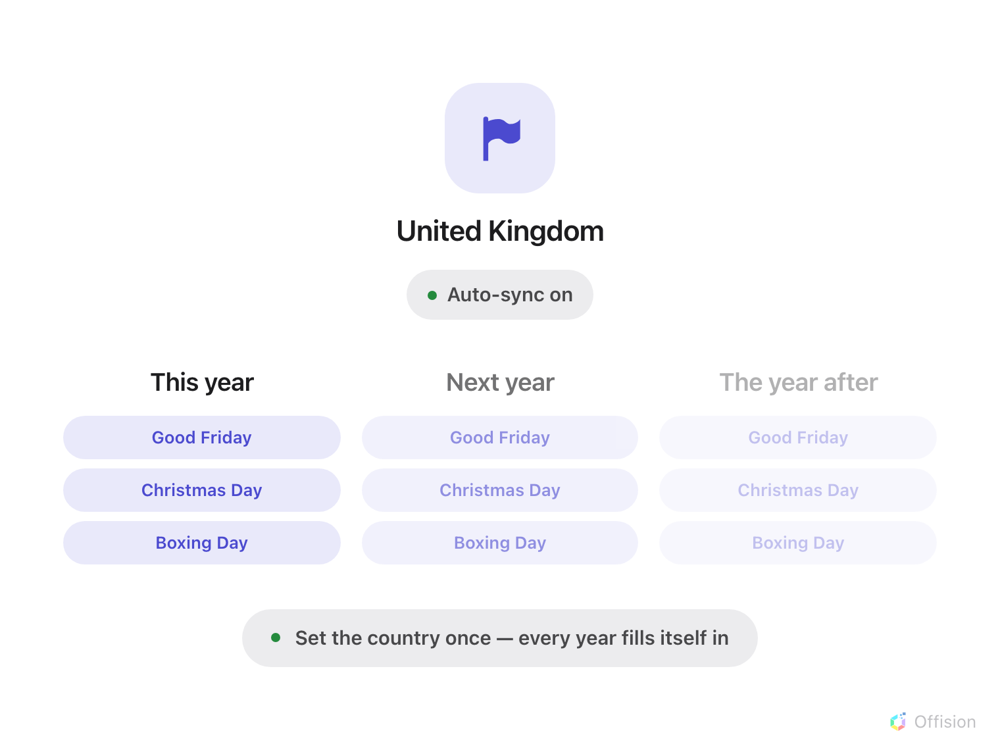 United Kingdom
Auto-sync on
This year
Next year
The year after
Good Friday
Good Friday
Good Friday
Christmas Day
Christmas Day
Christmas Day
Boxing Day
Boxing Day
Boxing Day
Set the country once — every year fills itself in
Offision